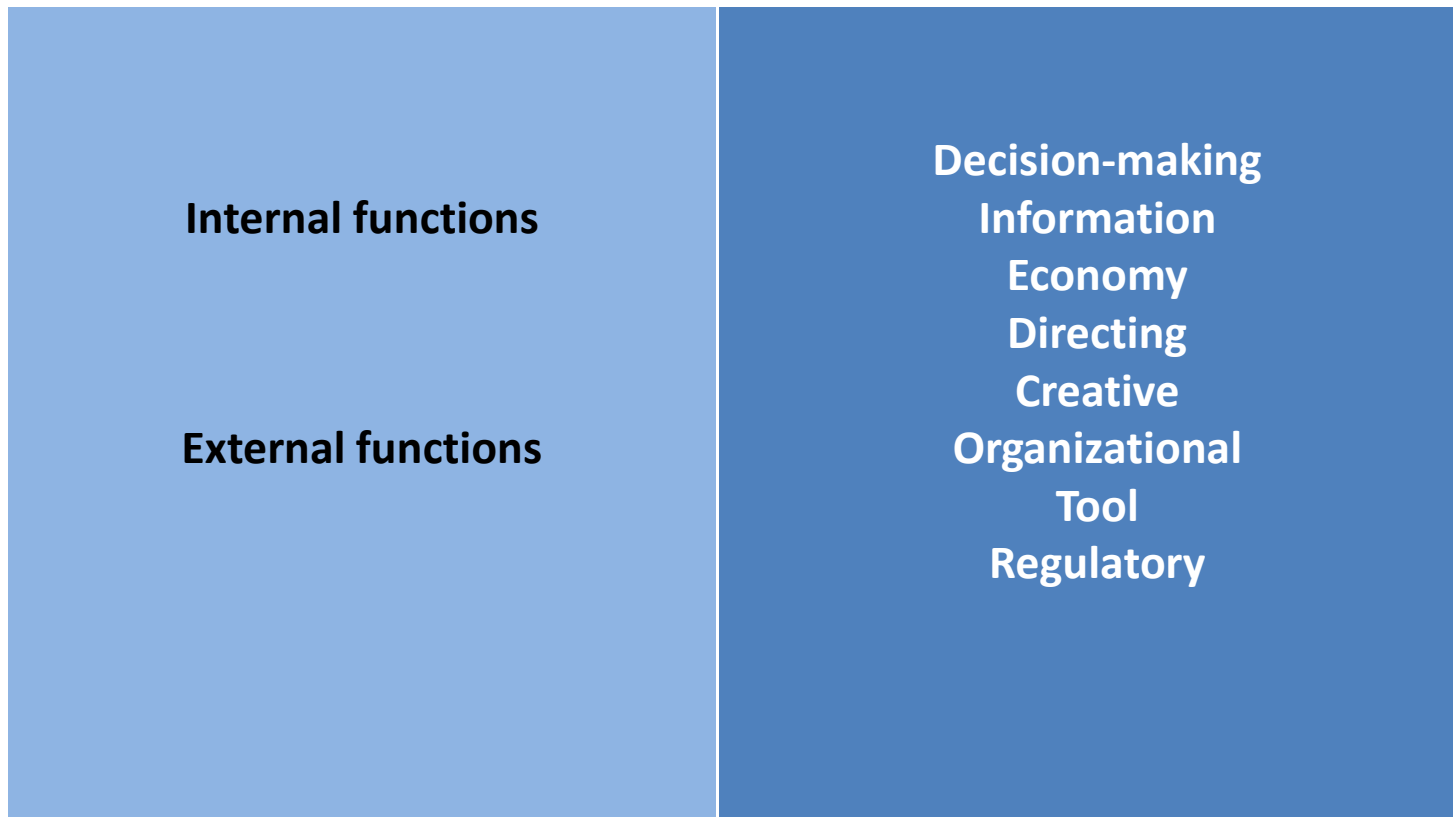 Internal functions
External functions
Decision-making
Information
Economy
Directing
Creative
Organizational
Tool
Regulatory